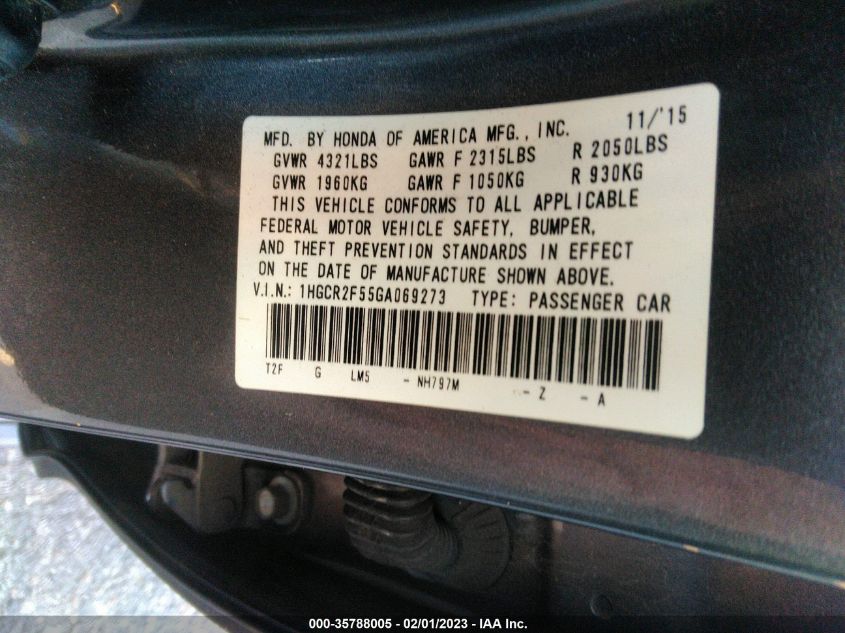 MFD. BY HONDA OF AMERICA MFG., INC. 11/'15
GVWR 4321LBS GAWR F 2315LBS R 2050LBS
GVWR 1960KG GAWR F 1050KG R 930KG
THIS VEHICLE CONFORMS TO ALL APPLICABLE
FEDERAL MOTOR VEHICLE SAFETY, BUMPER,
AND THEFT PREVENTION STANDARDS IN EFFECT
ON THE DATE OF MANUFACTURE SHOWN ABOVE.
V.I.N.: 1HGCR2F55GA069273 TYPE: PASSENGER CAR
T2F G LM5 - NH797M - Z - A
000-35788005 - 02/01/2023 - IAA Inc.